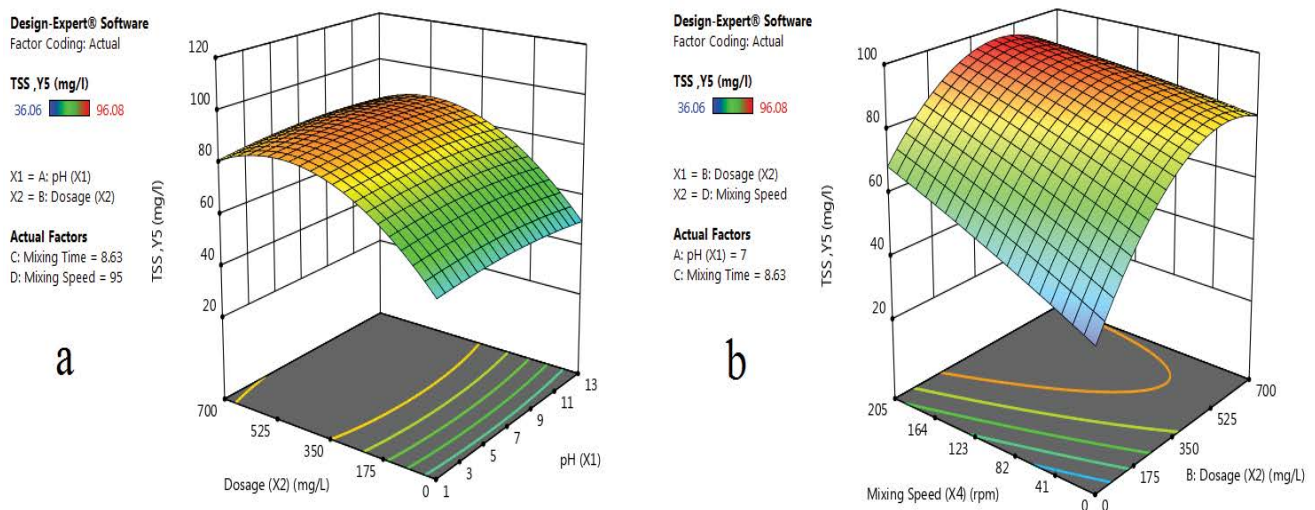 Design-Expert® Software
Factor Coding: Actual
TSS ,Y5 (mg/l)
36.06 96.08
X1 = A: pH (X1)
X2 = B: Dosage (X2)
Actual Factors
C: Mixing Time = 8.63
D: Mixing Speed = 95
a
TSS ,Y5 (mg/l)
120
100
80
60
40
20
700
525
350
175
0
Dosage (X2) (mg/L)
1
3
5
7
9
11
13
pH (X1)
Design-Expert® Software
Factor Coding: Actual
TSS ,Y5 (mg/l)
36.06 96.08
X1 = B: Dosage (X2)
X2 = D: Mixing Speed
Actual Factors
A: pH (X1) = 7
C: Mixing Time = 8.63
b
TSS ,Y5 (mg/l)
100
80
60
40
20
205
164
123
82
41
0
Mixing Speed (X4) (rpm)
0
175
350
525
700
B: Dosage (X2) (mg/L)